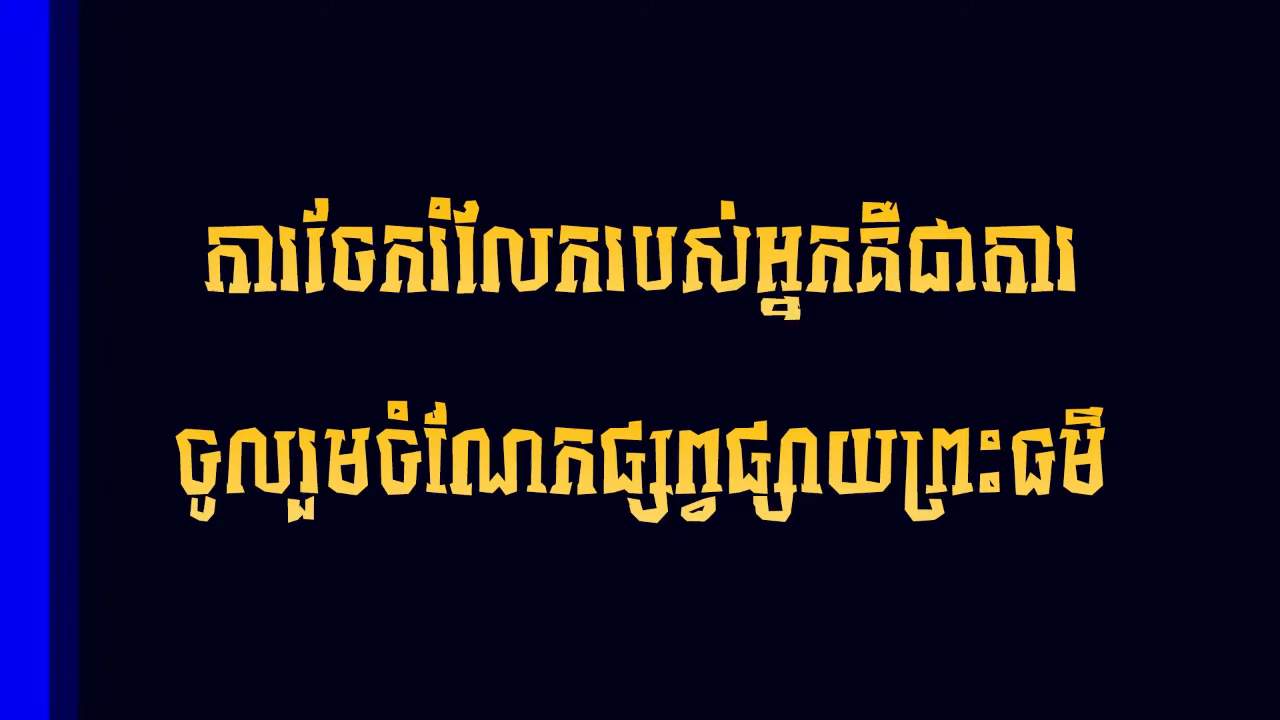 ការចែករំលែករបស់អ្នកគឺជាការ
ចូលរួមចំណែកផ្សព្វផ្សាយព្រះធម៌